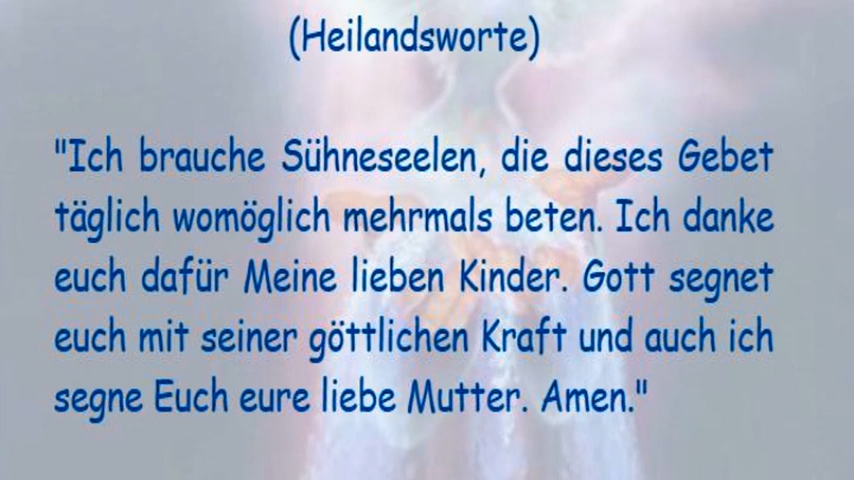 (Heilandsworte)
"Ich brauche Sühneseelen, die dieses Gebet
täglich womöglich mehrmals beten. Ich danke
euch dafür Meine lieben Kinder. Gott segnet
euch mit seiner göttlichen Kraft und auch ich
segne Euch eure liebe Mutter. Amen."